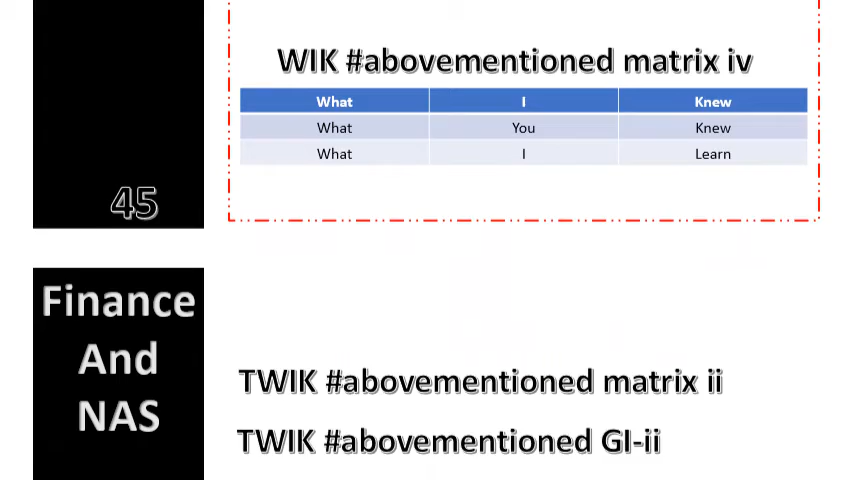 WIK #abovementioned matrix iv
What I Knew
What You Knew
What I Learn
45
Finance
And
NAS
TWIK #abovementioned matrix ii
TWIK #abovementioned GI-ii